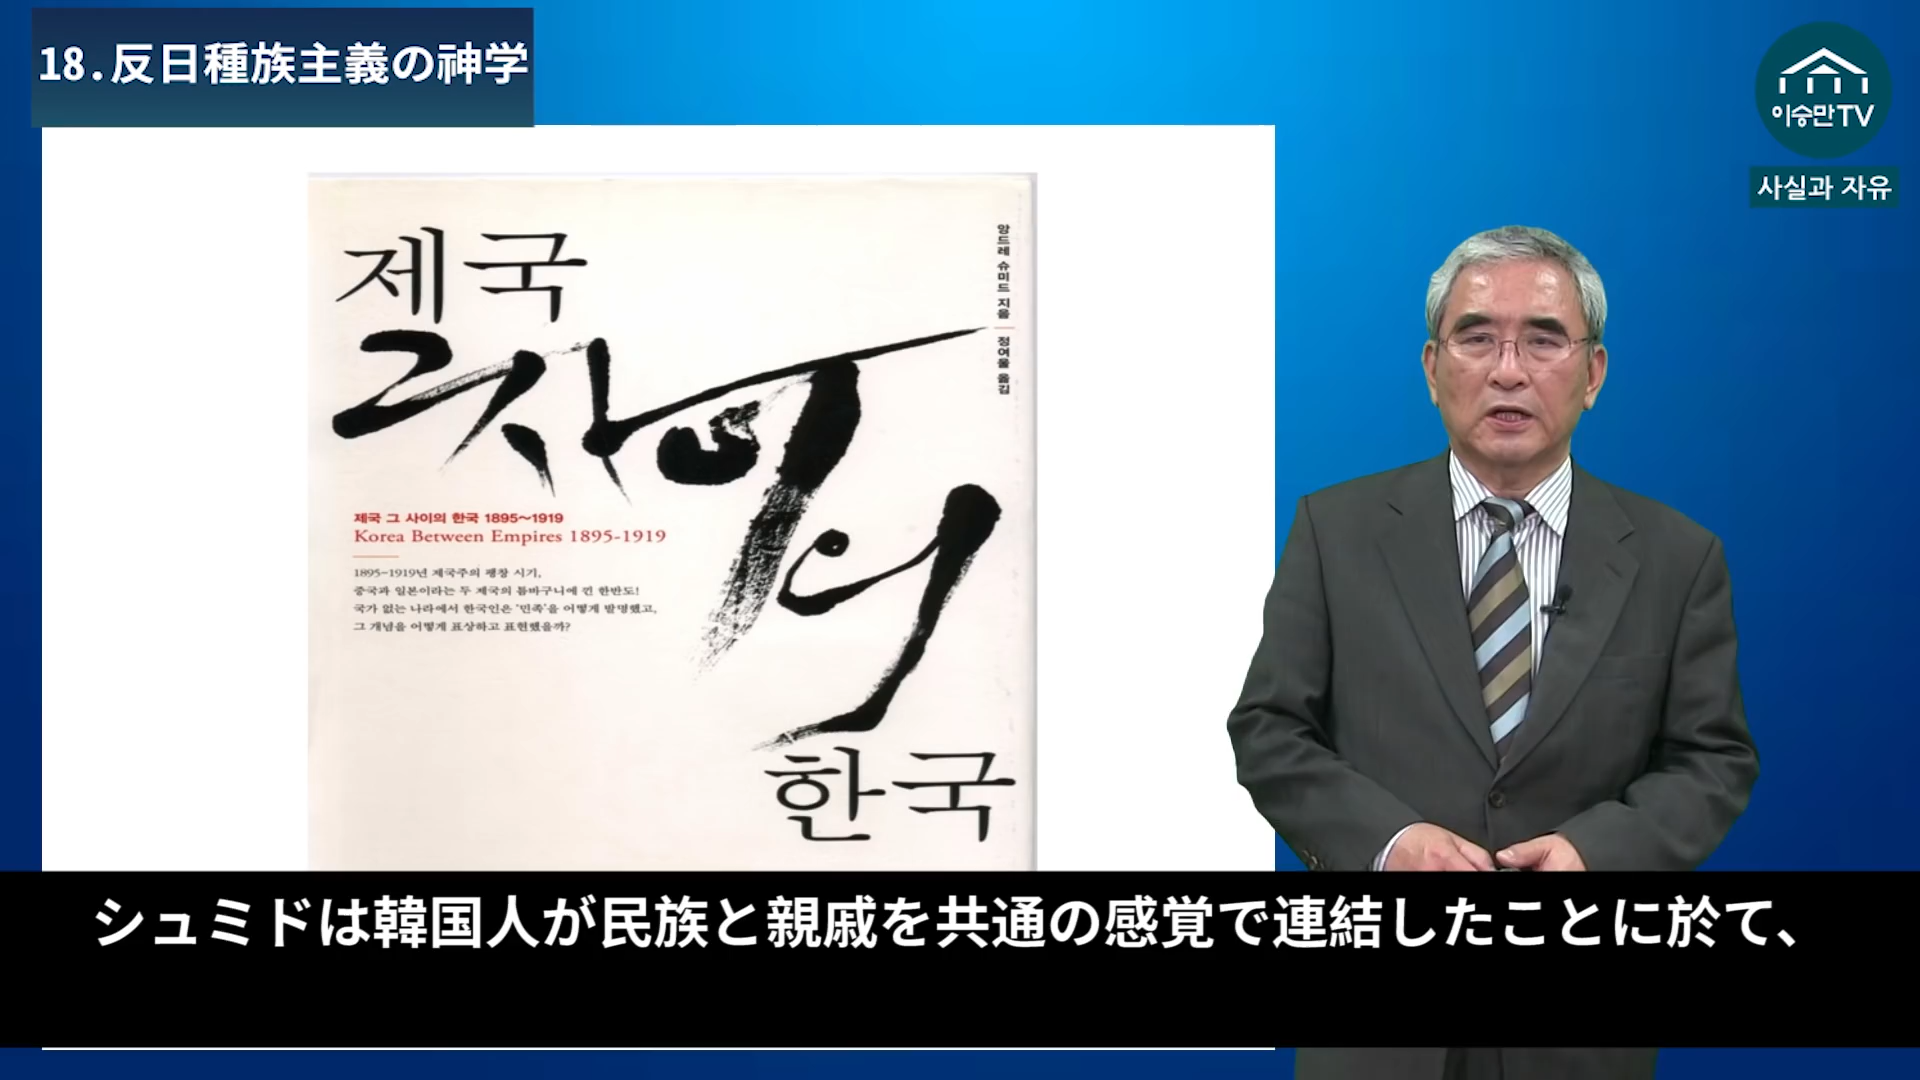 18.反日種族主義の神学
이승만TV
사실과 자유
제국
그 사이의
한국
앙드레 슈미드 지음
정여울 옮김
제국 그 사이의 한국 1895~1919
Korea Between Empires 1895-1919
1895-1919년 제국주의 팽창 시기,
중국과 일본이라는 두 제국의 틈바구니에 낀 한반도!
국가 없는 나라에서 한국인은 '민족'을 어떻게 발명했고,
그 개념을 어떻게 표상하고 표현했을까?
シュミドは韓国人が民族と親戚を共通の感覚で連結したことに於て、